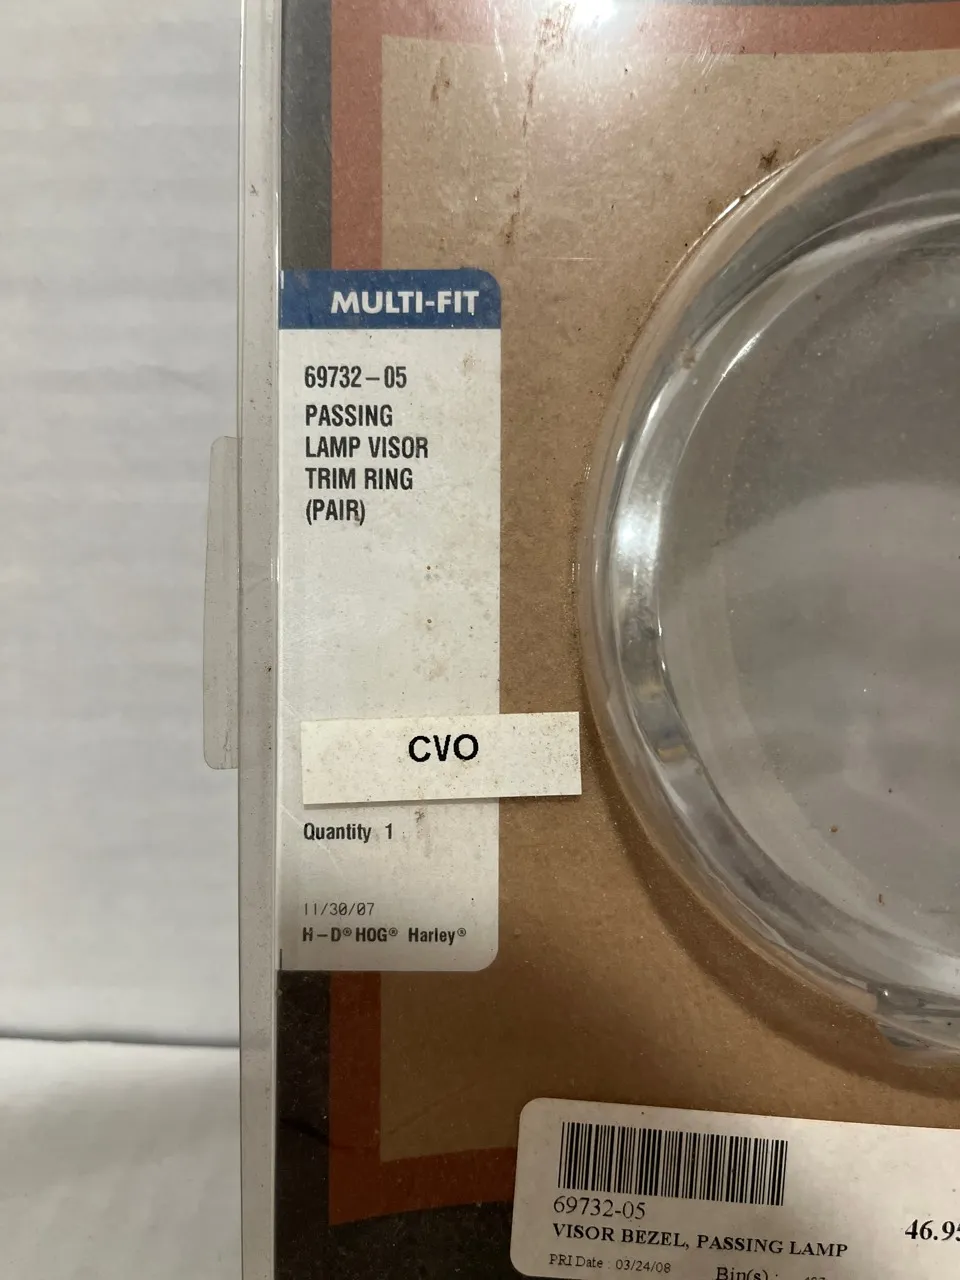 MULTI-FIT
69732-05
PASSING
LAMP VISOR
TRIM RING
(PAIR)
CVO
Quantity 1
11/30/07
H-D® HOG® Harley®
69732-05
VISOR BEZEL, PASSING LAMP
46.95
PRI Date : 03/24/08
Bin(s) :